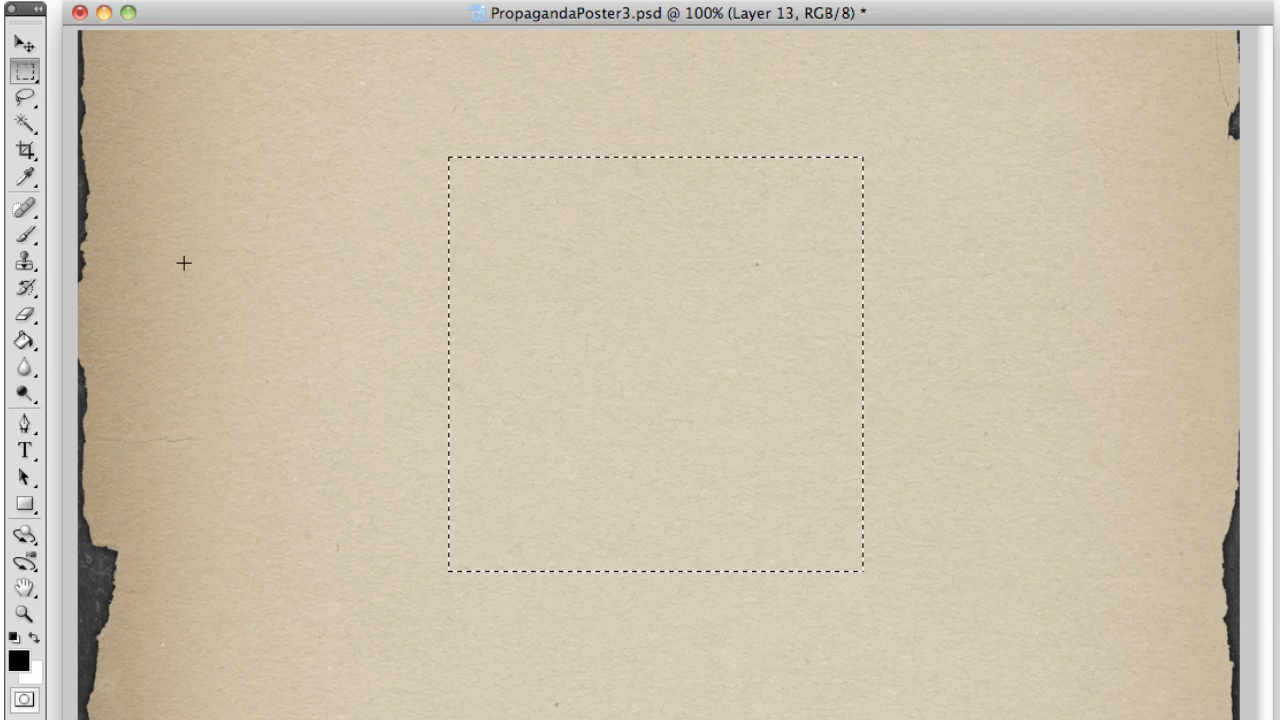 PropagandaPoster3.psd @ 100% (Layer 13, RGB/8) *
T